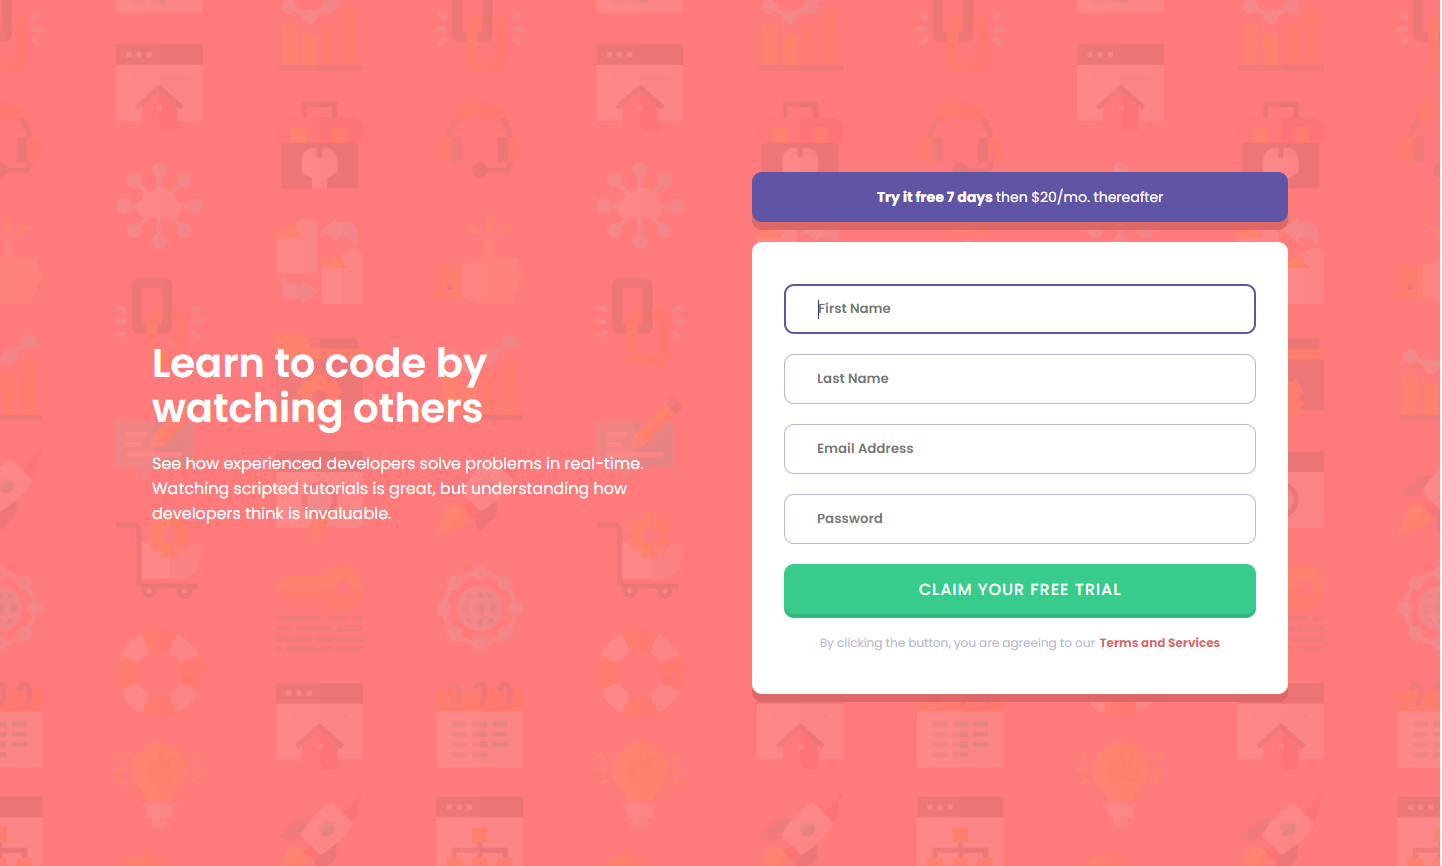 Learn to code by
watching others
See how experienced developers solve problems in real-time.
Watching scripted tutorials is great, but understanding how
developers think is invaluable.
Try it free 7 days then $20/mo. thereafter
First Name
Last Name
Email Address
Password
CLAIM YOUR FREE TRIAL
By clicking the button, you are agreeing to our Terms and Services